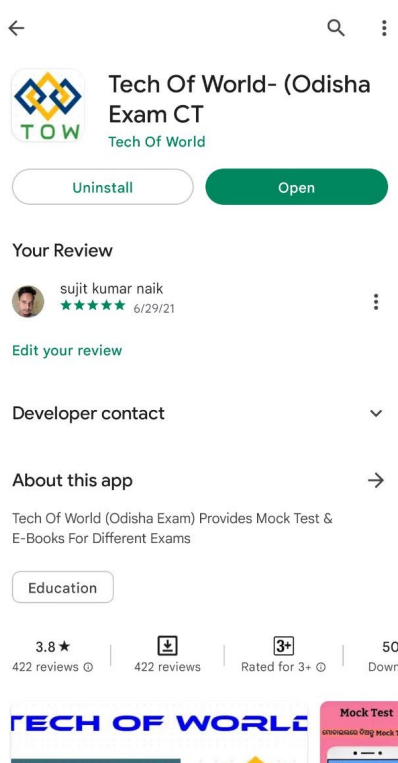 Tech Of World- (Odisha
Exam CT
TOW
Tech Of World
Uninstall
Open
Your Review
sujit kumar naik
★★★★★ 6/29/21
Edit your review
Developer contact
About this app
Tech Of World (Odisha Exam) Provides Mock Test &
E-Books For Different Exams
Education
3.8★
422 reviews
422 reviews
3+
Rated for 3+
50
Down
TECH OF WORLD
Mock Test